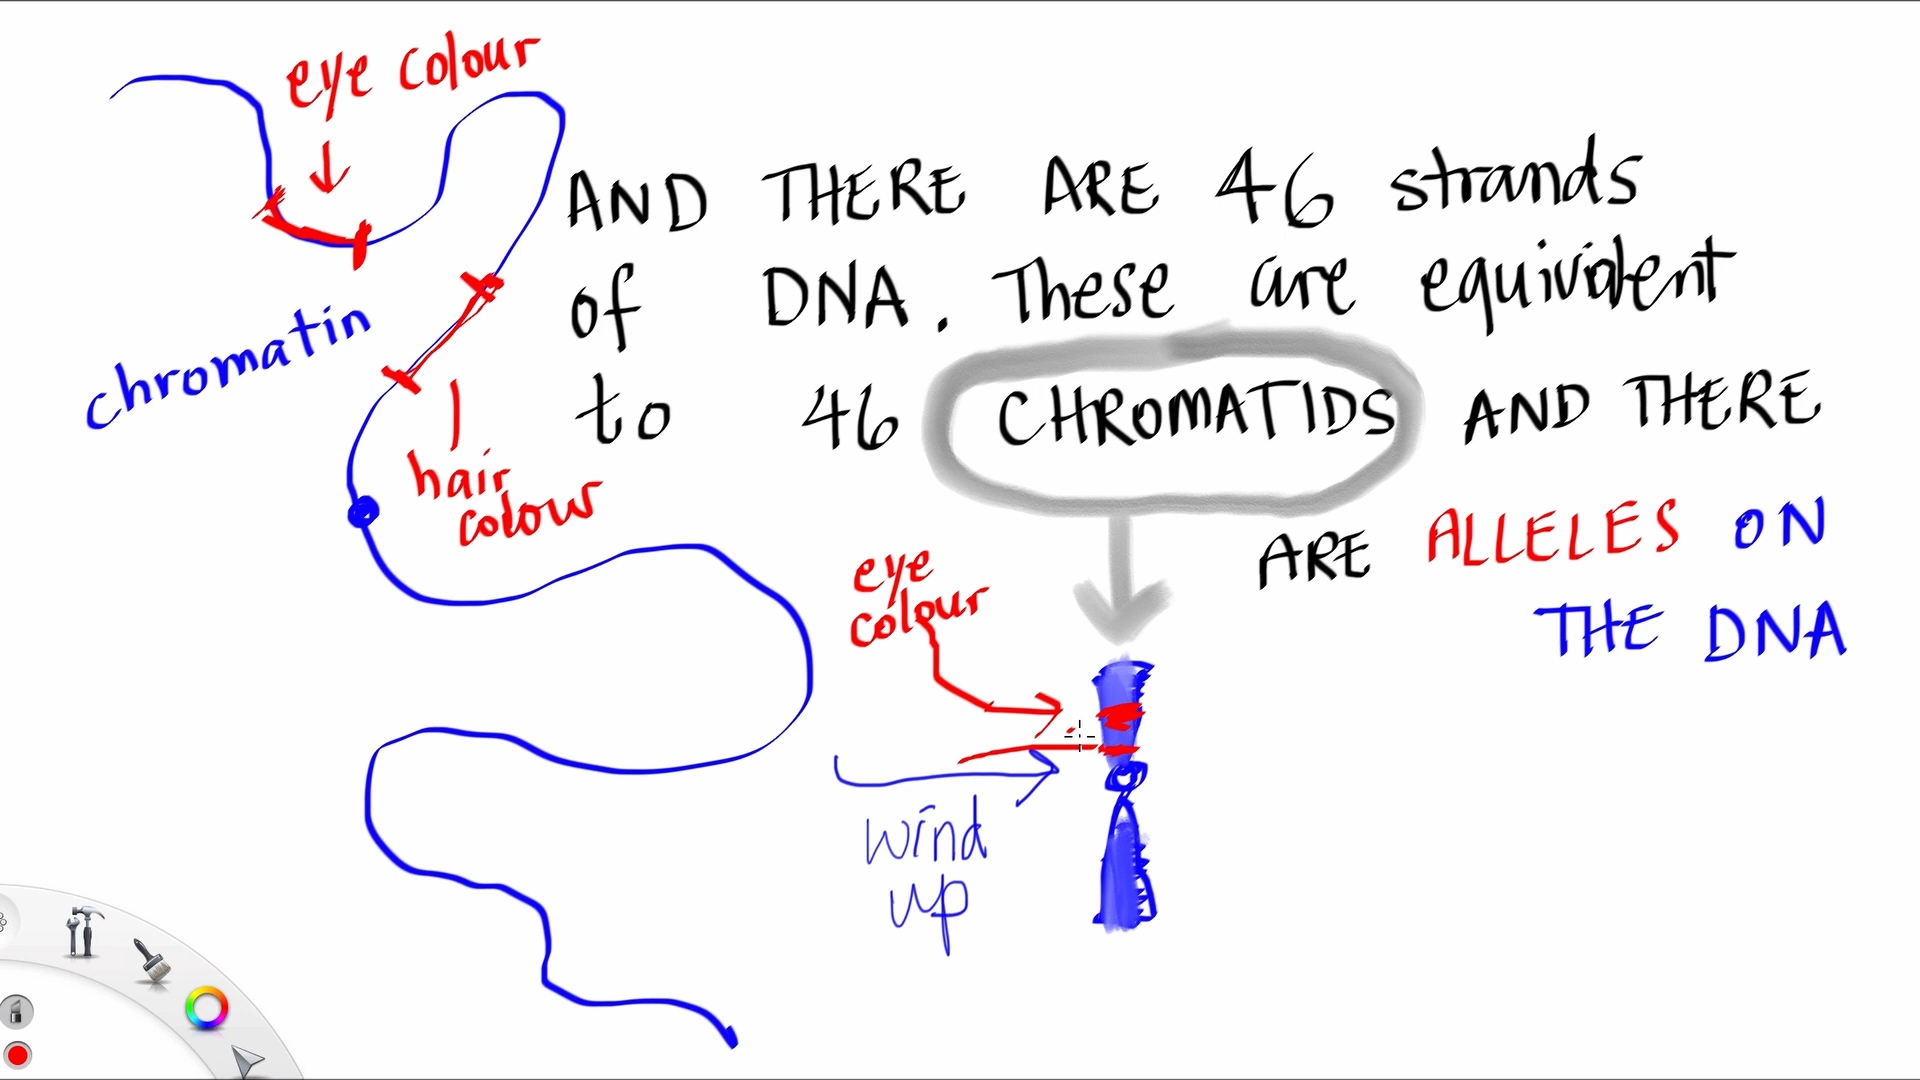 eye colour
AND THERE ARE 46 strands
of DNA. These are equivalent
to 46 CHROMATIDS AND THERE
ARE ALLELES ON
THE DNA
chromatin
hair
colour
eye
colour
wind
up